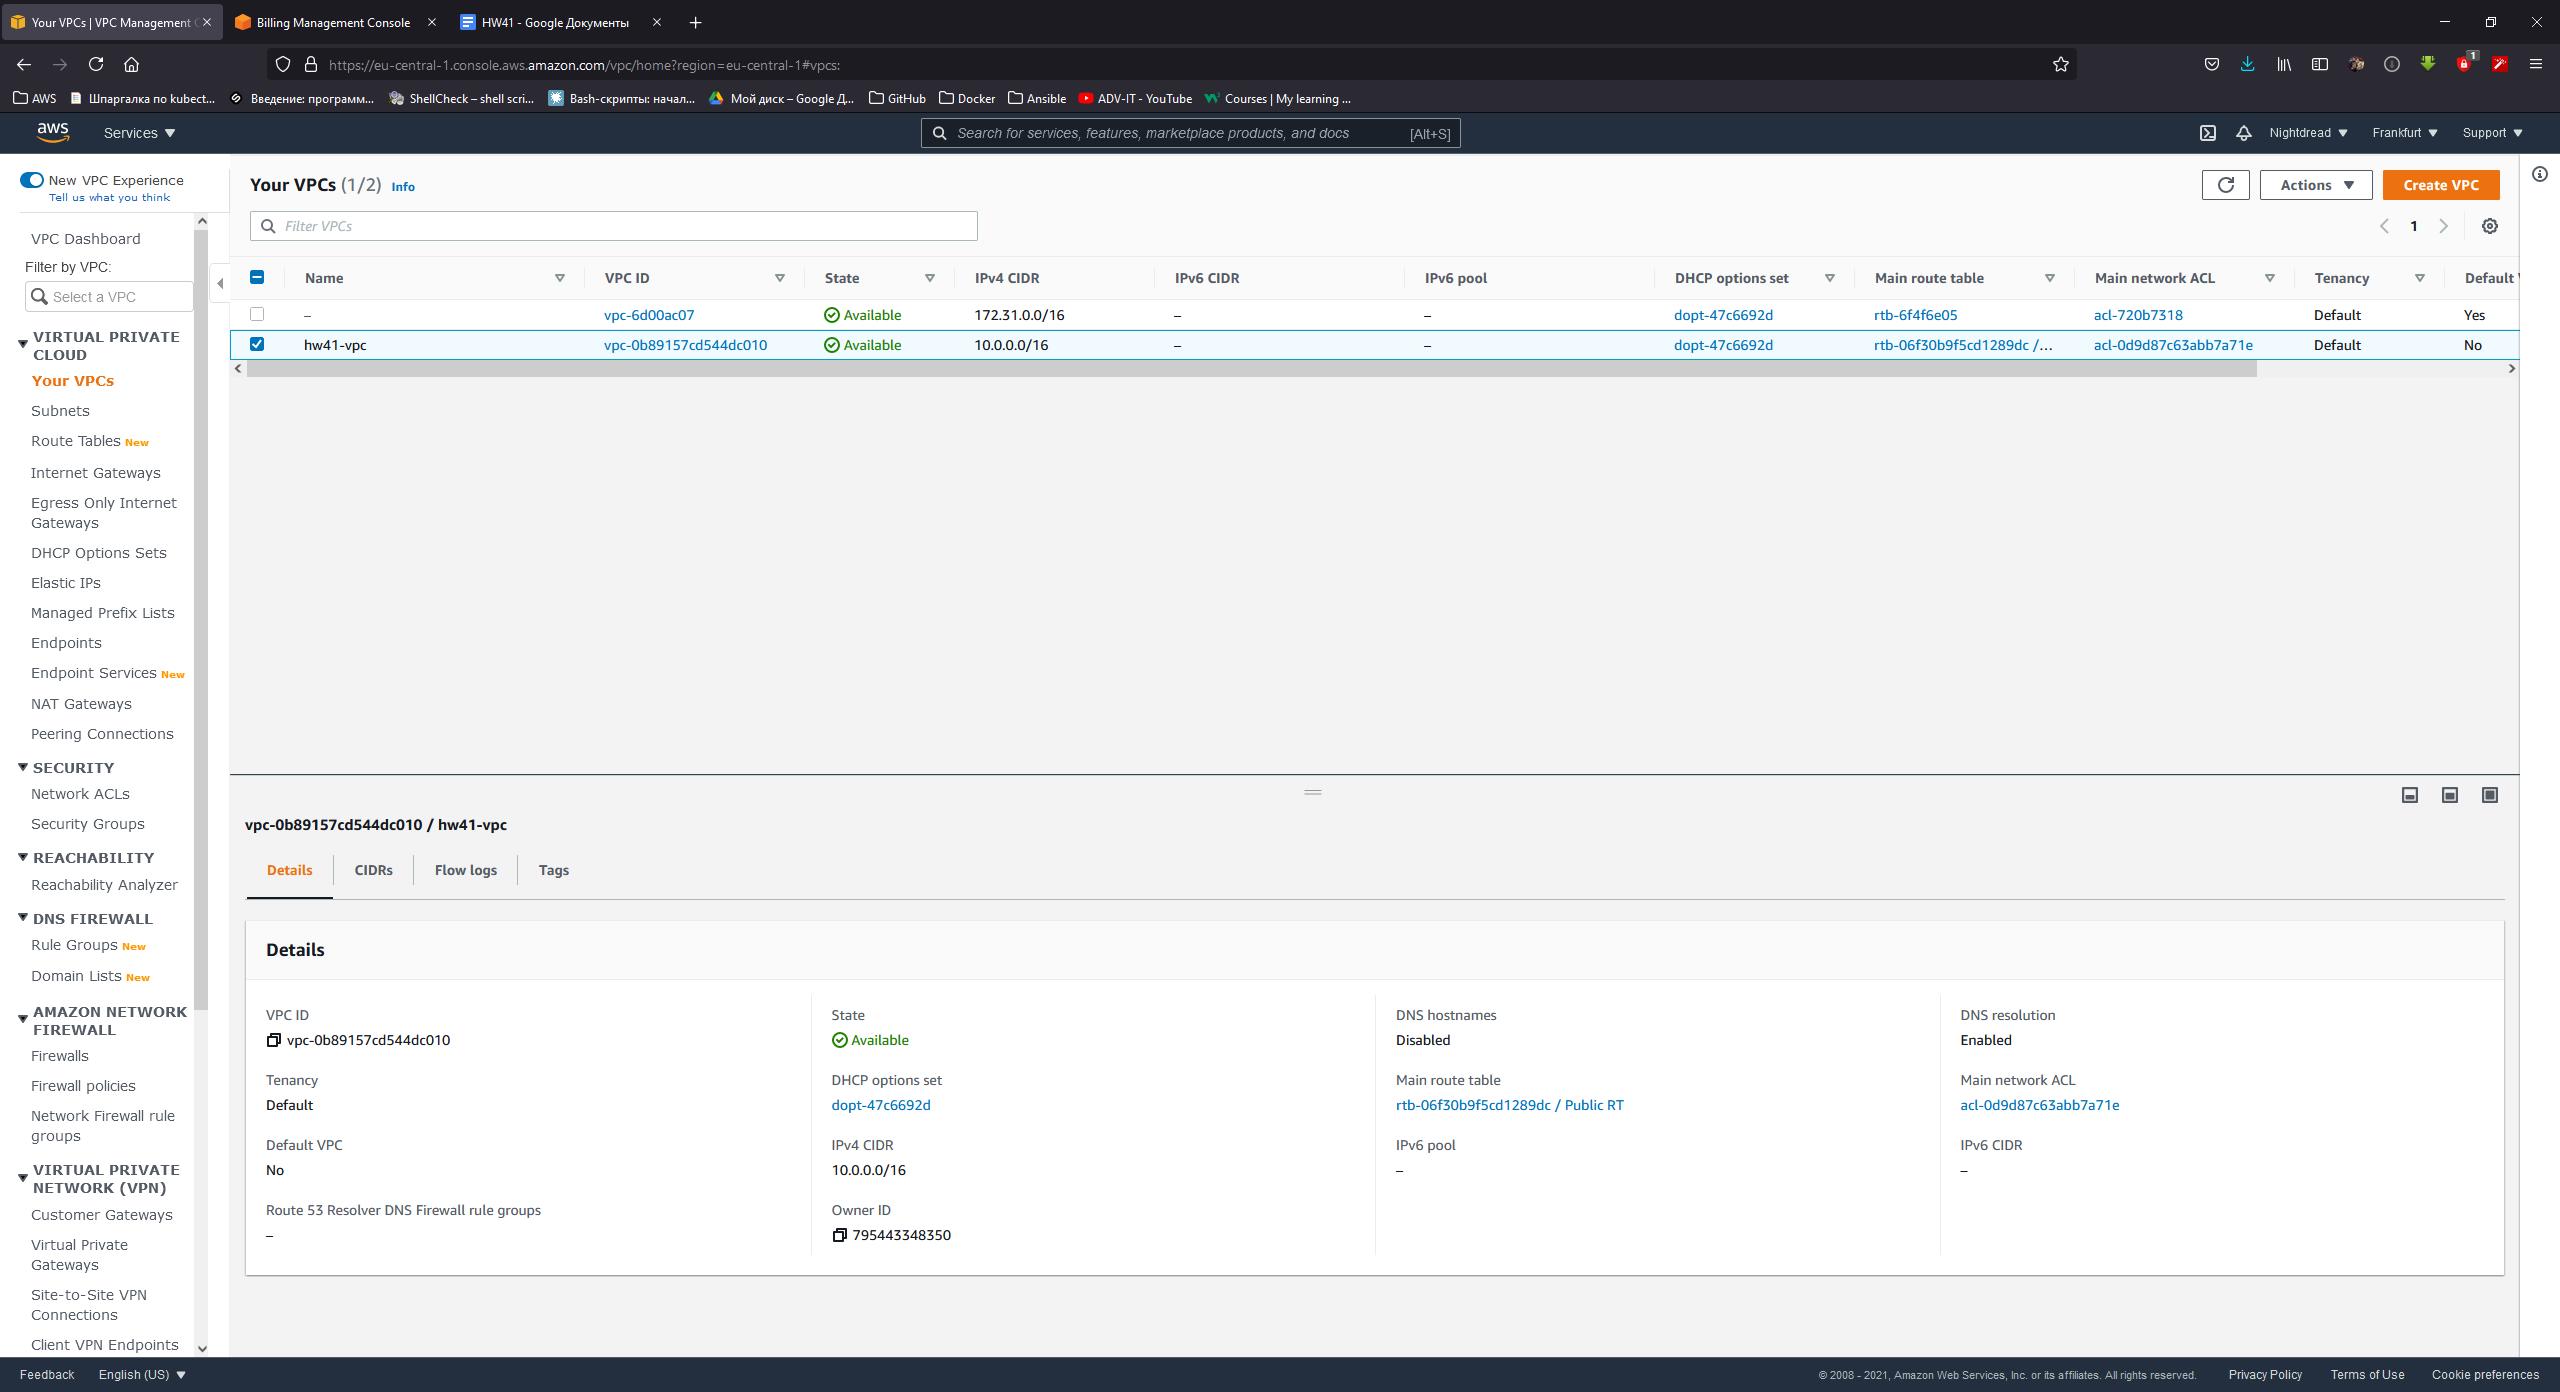 Your VPCs | VPC Management C
Billing Management Console
HW41 - Google Документы
https://eu-central-1.console.aws.amazon.com/vpc/home?region=eu-central-1#vpcs:
1
AWS
Шпаргалка по kubect...
Введение: программ...
ShellCheck – shell scri...
Bash-скрипты: начал...
Мой диск – Google Д...
GitHub
Docker
Ansible
ADV-IT - YouTube
Courses | My learning ...
aws
Services
Search for services, features, marketplace products, and docs
[Alt+S]
Nightdread
Frankfurt
Support
New VPC Experience
Tell us what you think
VPC Dashboard
Filter by VPC:
Select a VPC
VIRTUAL PRIVATE
CLOUD
Your VPCs
Subnets
Route Tables New
Internet Gateways
Egress Only Internet
Gateways
DHCP Options Sets
Elastic IPs
Managed Prefix Lists
Endpoints
Endpoint Services New
NAT Gateways
Peering Connections
SECURITY
Network ACLs
Security Groups
REACHABILITY
Reachability Analyzer
DNS FIREWALL
Rule Groups New
Domain Lists New
AMAZON NETWORK
FIREWALL
Firewalls
Firewall policies
Network Firewall rule
groups
VIRTUAL PRIVATE
NETWORK (VPN)
Customer Gateways
Virtual Private
Gateways
Site-to-Site VPN
Connections
Client VPN Endpoints
Your VPCs (1/2) Info
Actions
Create VPC
Filter VPCs
1
Name VPC ID State IPv4 CIDR IPv6 CIDR IPv6 pool DHCP options set Main route table Main network ACL Tenancy Default V
– vpc-6d00ac07 Available 172.31.0.0/16 – – dopt-47c6692d rtb-6f4f6e05 acl-720b7318 Default Yes
hw41-vpc vpc-0b89157cd544dc010 Available 10.0.0.0/16 – – dopt-47c6692d rtb-06f30b9f5cd1289dc /... acl-0d9d87c63abb7a71e Default No
vpc-0b89157cd544dc010 / hw41-vpc
Details
CIDRs
Flow logs
Tags
Details
VPC ID
vpc-0b89157cd544dc010
State
Available
DNS hostnames
Disabled
DNS resolution
Enabled
Tenancy
Default
DHCP options set
dopt-47c6692d
Main route table
rtb-06f30b9f5cd1289dc / Public RT
Main network ACL
acl-0d9d87c63abb7a71e
Default VPC
No
IPv4 CIDR
10.0.0.0/16
IPv6 pool
–
IPv6 CIDR
–
Route 53 Resolver DNS Firewall rule groups
–
Owner ID
795443348350
Feedback
English (US)
© 2008 - 2021, Amazon Web Services, Inc. or its affiliates. All rights reserved.
Privacy Policy
Terms of Use
Cookie preferences